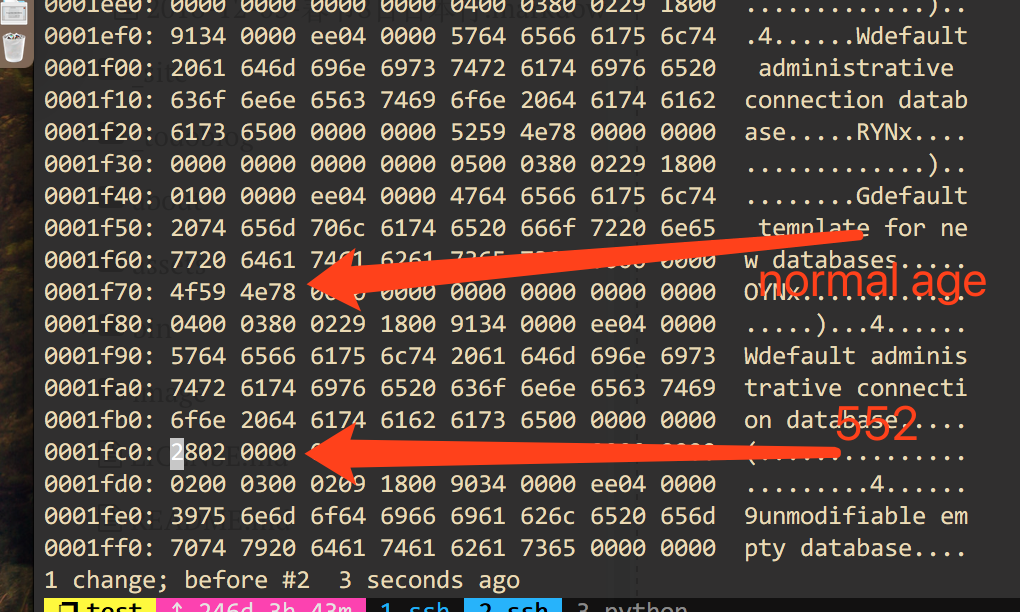 0001ee0: 0000 0000 0000 0000 0400 0380 0229 1800 .............)..
0001ef0: 9134 0000 ee04 0000 5764 6566 6175 6c74 .4......Wdefault
0001f00: 2061 646d 696e 6973 7472 6174 6976 6520  administrative
0001f10: 636f 6e6e 6563 7469 6f6e 2064 6174 6162 connection datab
0001f20: 6173 6500 0000 0000 5259 4e78 0000 0000 ase.....RYNx....
0001f30: 0000 0000 0000 0000 0500 0380 0229 1800 .............)..
0001f40: 0100 0000 ee04 0000 4764 6566 6175 6c74 ........Gdefault
0001f50: 2074 656d 706c 6174 6520 666f 7220 6e65  template for ne
0001f60: 7720 6461 7461 6261 0000 w databases.....
normal age
0001f70: 4f59 4e78 0000 0000 0000 0000 0000 OYNx
0001f80: 0400 0380 0229 1800 9134 0000 ee04 0000 .....)...4......
0001f90: 5764 6566 6175 6c74 2061 646d 696e 6973 Wdefault adminis
0001fa0: 7472 6174 6976 6520 636f 6e6e 6563 7469 trative connecti
0001fb0: 6f6e 2064 6174 6162 6173 6500 0000 0000 on database.
552
0001fc0: 2802 0000 (
0001fd0: 0200 0300 0209 1800 9034 0000 ee04 0000 .........4......
0001fe0: 3975 6e6d 6f64 6966 6961 626c 6520 656d 9unmodifiable em
0001ff0: 7074 7920 6461 7461 6261 7365 0000 0000 pty database....
1 change; before #2  3 seconds ago
test ↑ 246d 3h 43m 1 ssh 2 ssh 3 python